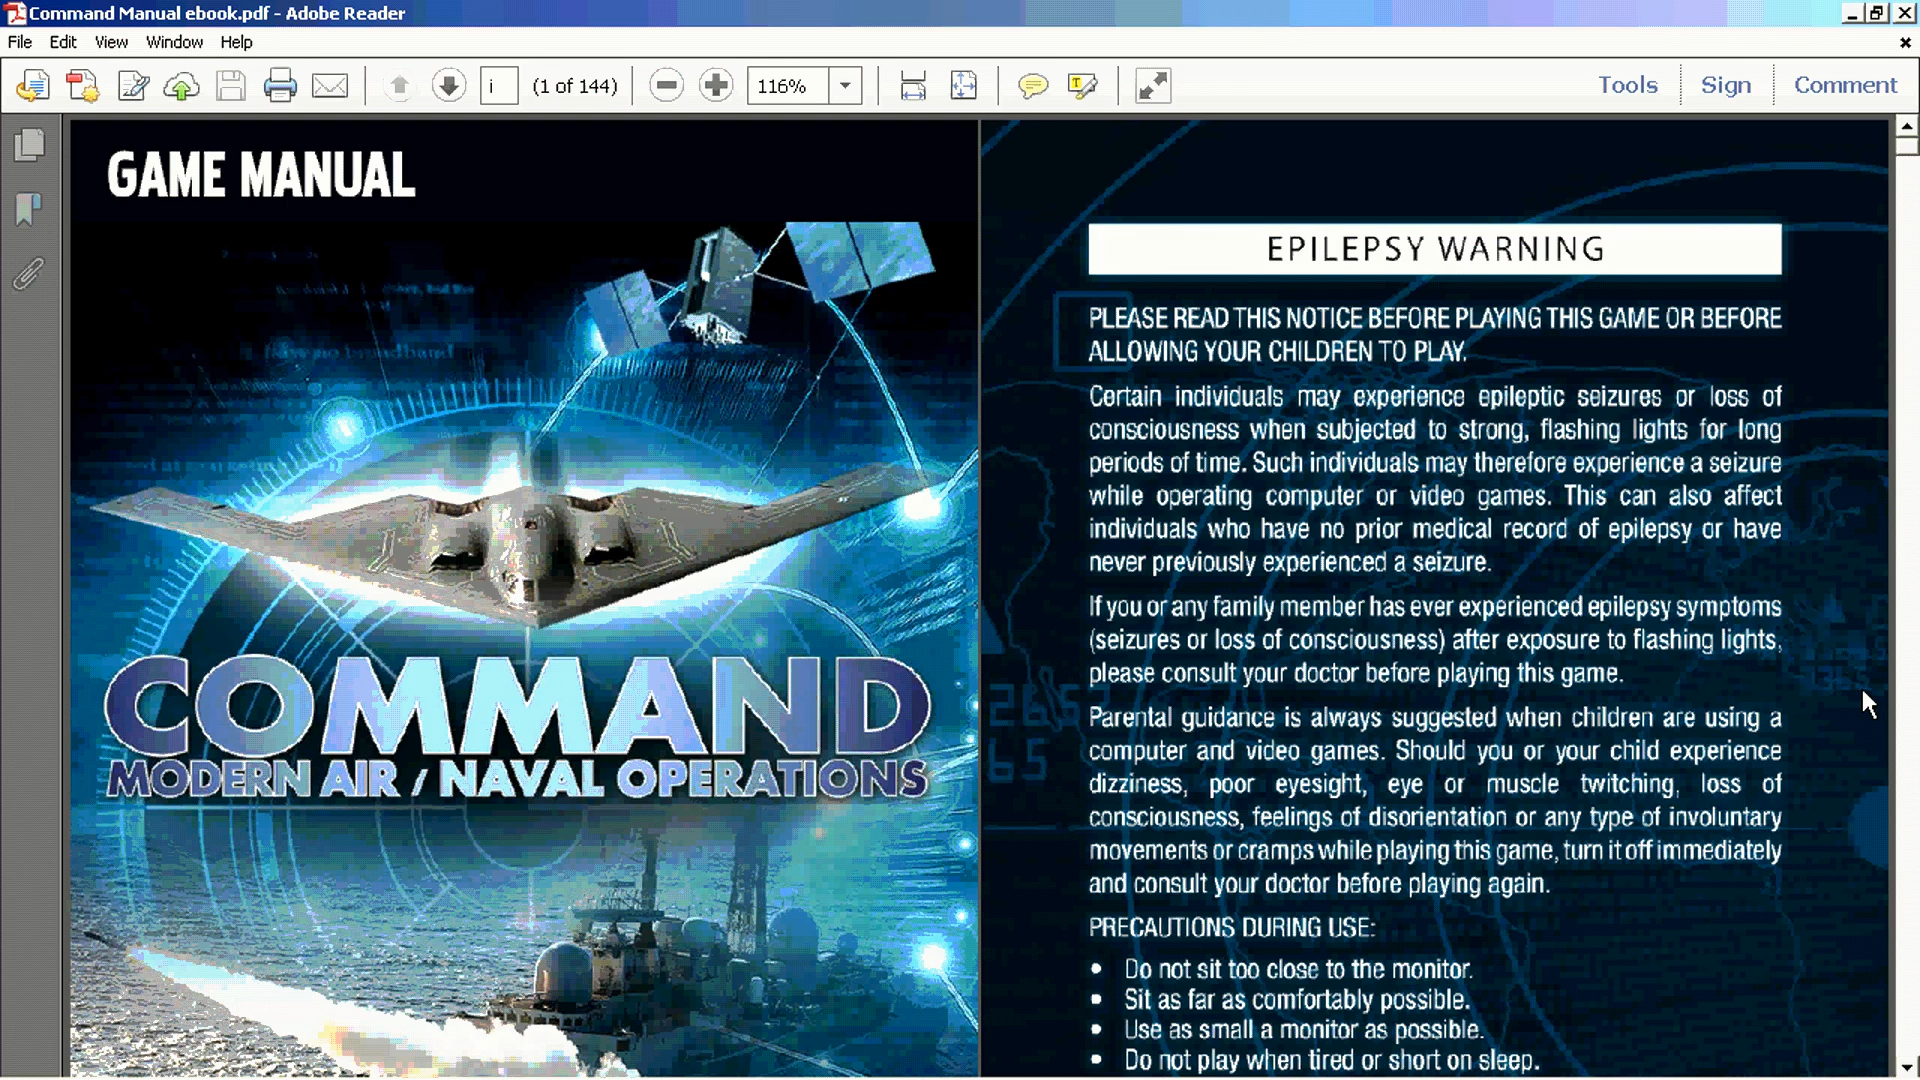 Command Manual ebook.pdf - Adobe Reader
File Edit View Window Help
i (1 of 144) 116% Tools Sign Comment
GAME MANUAL
COMMAND
MODERN AIR / NAVAL OPERATIONS
EPILEPSY WARNING
PLEASE READ THIS NOTICE BEFORE PLAYING THIS GAME OR BEFORE
ALLOWING YOUR CHILDREN TO PLAY.
Certain individuals may experience epileptic seizures or loss of
consciousness when subjected to strong, flashing lights for long
periods of time. Such individuals may therefore experience a seizure
while operating computer or video games. This can also affect
individuals who have no prior medical record of epilepsy or have
never previously experienced a seizure.
If you or any family member has ever experienced epilepsy symptoms
(seizures or loss of consciousness) after exposure to flashing lights,
please consult your doctor before playing this game.
Parental guidance is always suggested when children are using a
computer and video games. Should you or your child experience
dizziness, poor eyesight, eye or muscle twitching, loss of
consciousness, feelings of disorientation or any type of involuntary
movements or cramps while playing this game, turn it off immediately
and consult your doctor before playing again.
PRECAUTIONS DURING USE:
• Do not sit too close to the monitor.
• Sit as far as comfortably possible.
• Use as small a monitor as possible.
• Do not play when tired or short on sleep.